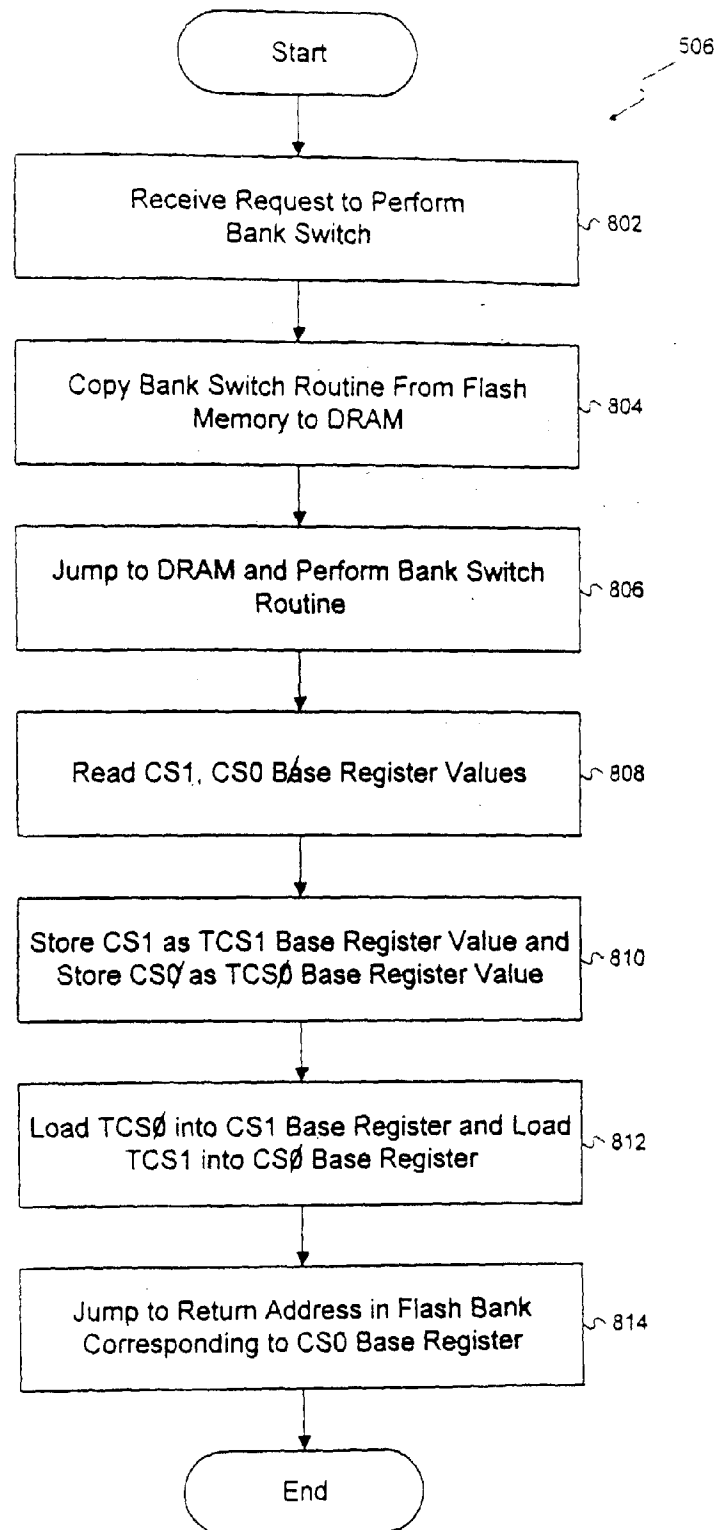 Start
506
Receive Request to Perform
Bank Switch
802
Copy Bank Switch Routine From Flash
Memory to DRAM
804
Jump to DRAM and Perform Bank Switch
Routine
806
Read CS1, CS0 Base Register Values
808
Store CS1 as TCS1 Base Register Value and
Store CS0 as TCS0 Base Register Value
810
Load TCS0 into CS1 Base Register and Load
TCS1 into CS0 Base Register
812
Jump to Return Address in Flash Bank
Corresponding to CS0 Base Register
814
End